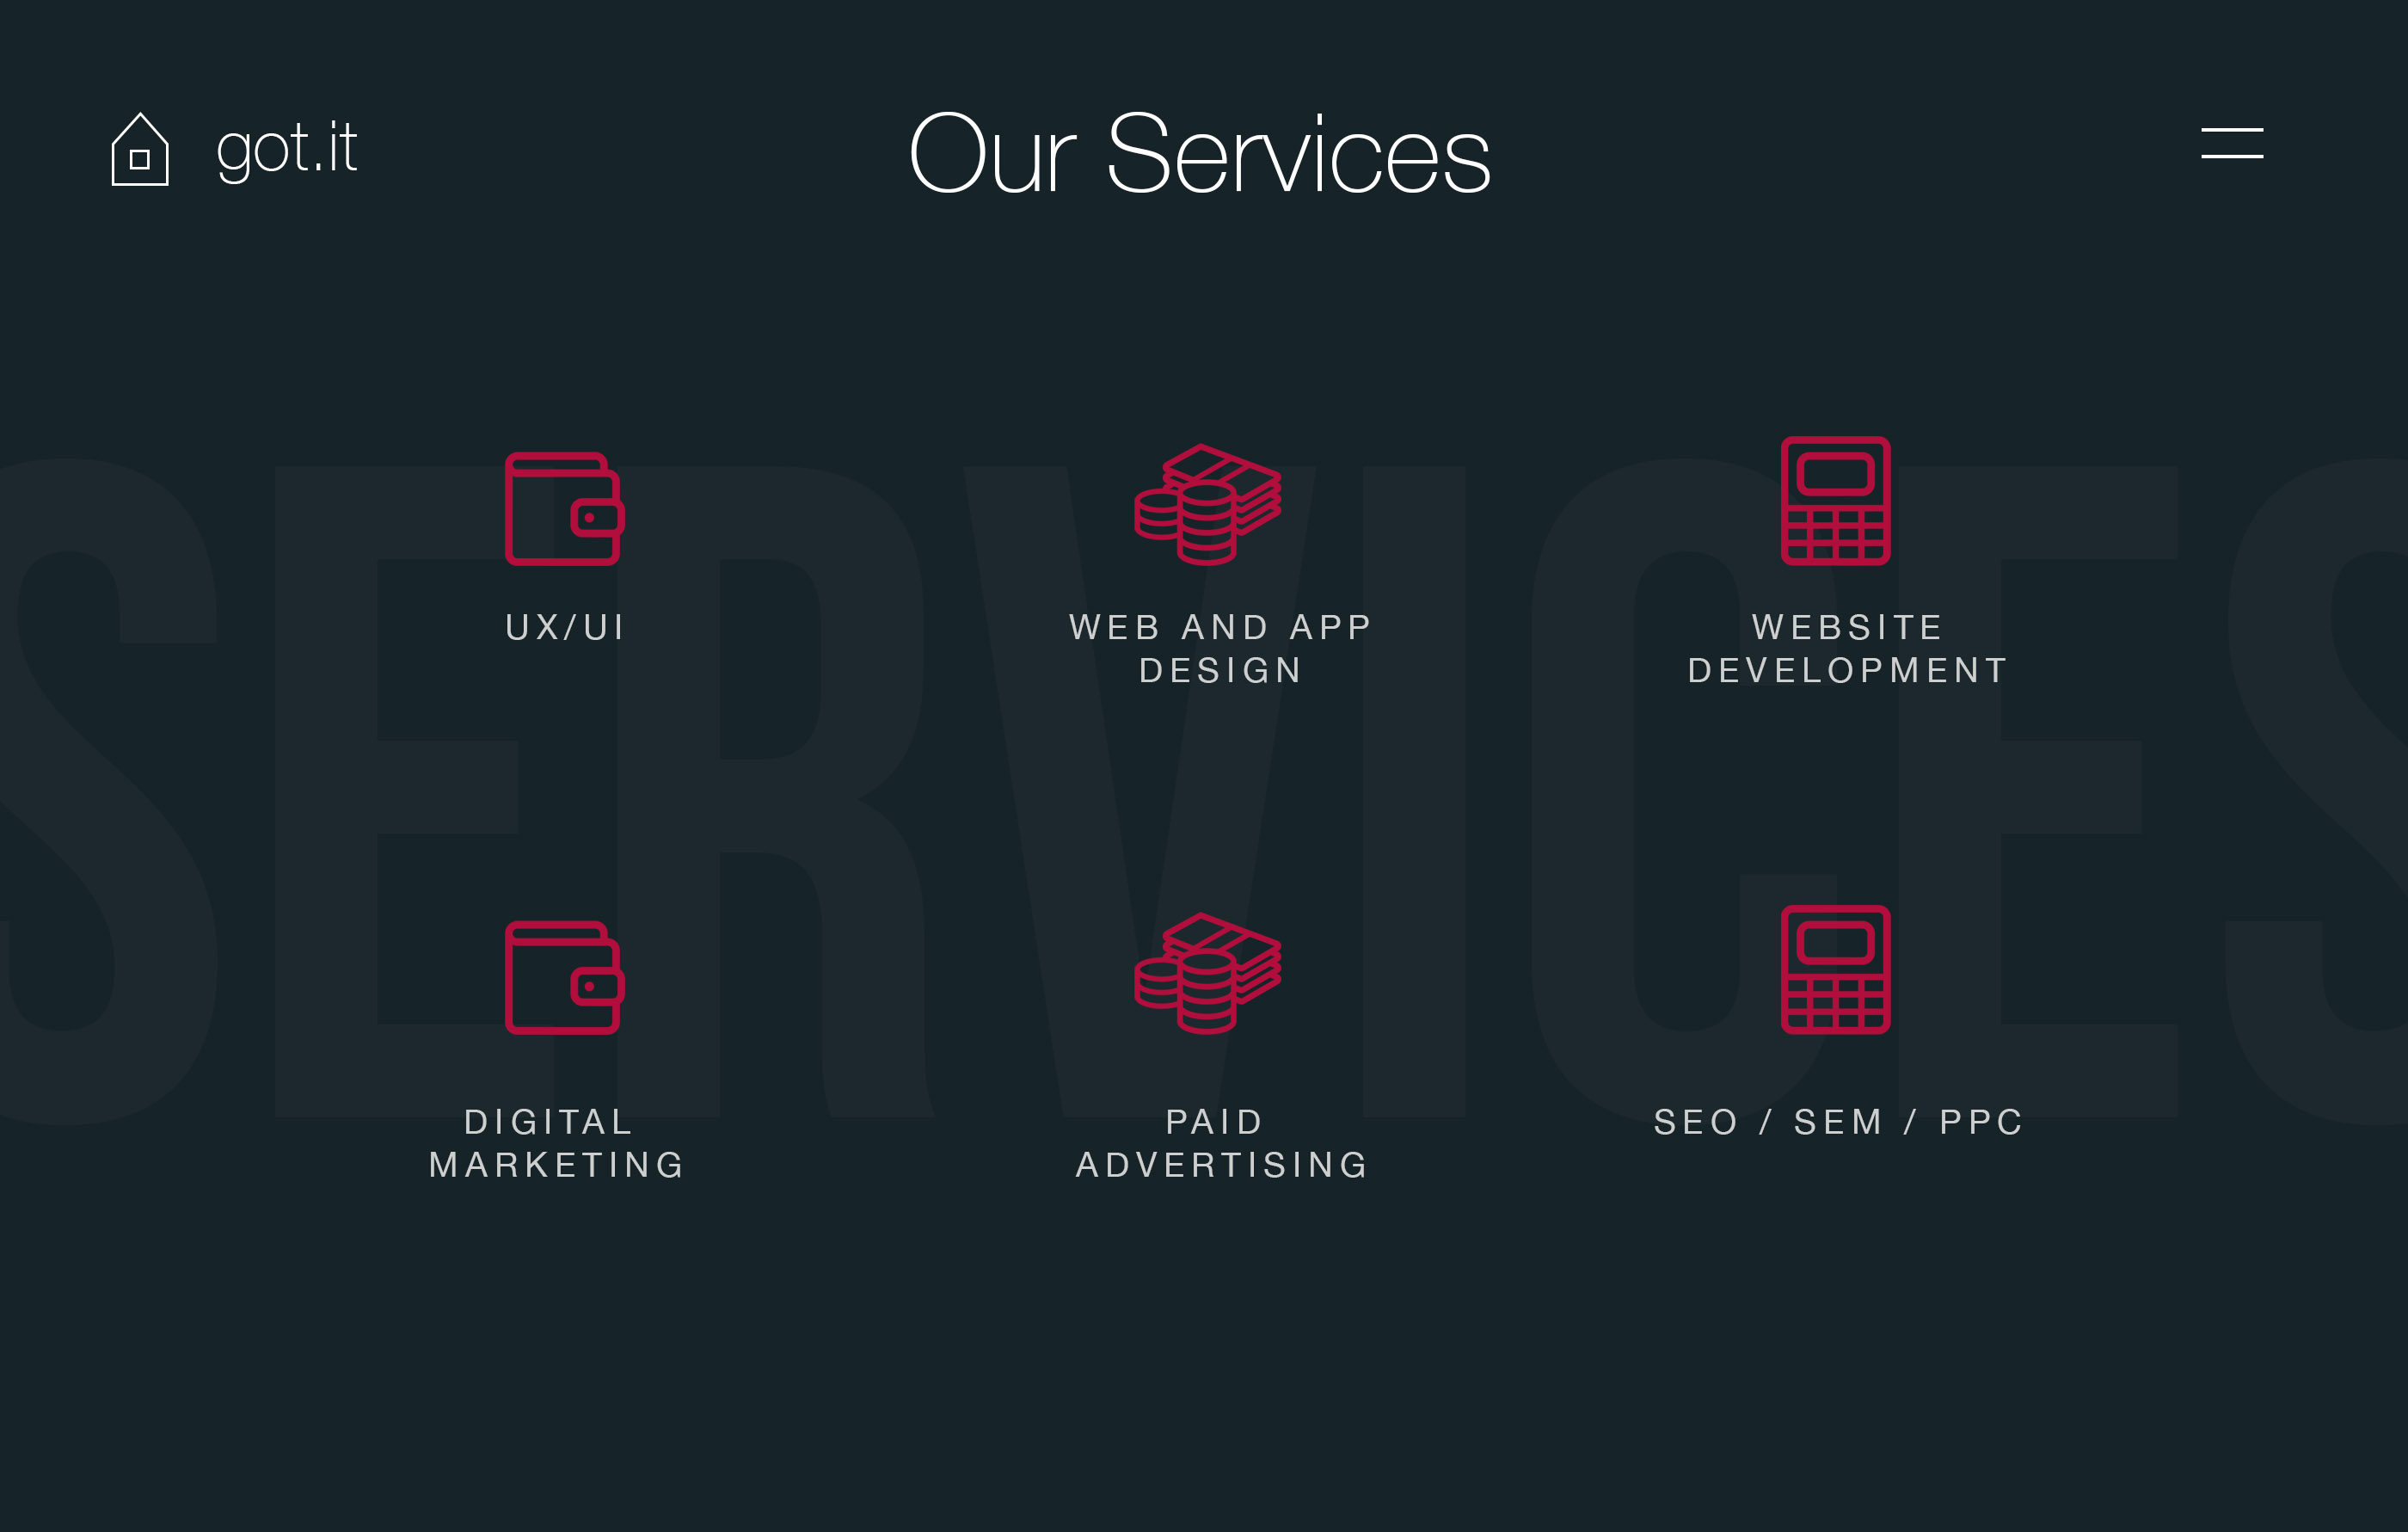 got.it
Our Services
SERVICES
UX/UI
WEB AND APP
DESIGN
WEBSITE
DEVELOPMENT
DIGITAL
MARKETING
PAID
ADVERTISING
SEO / SEM / PPC